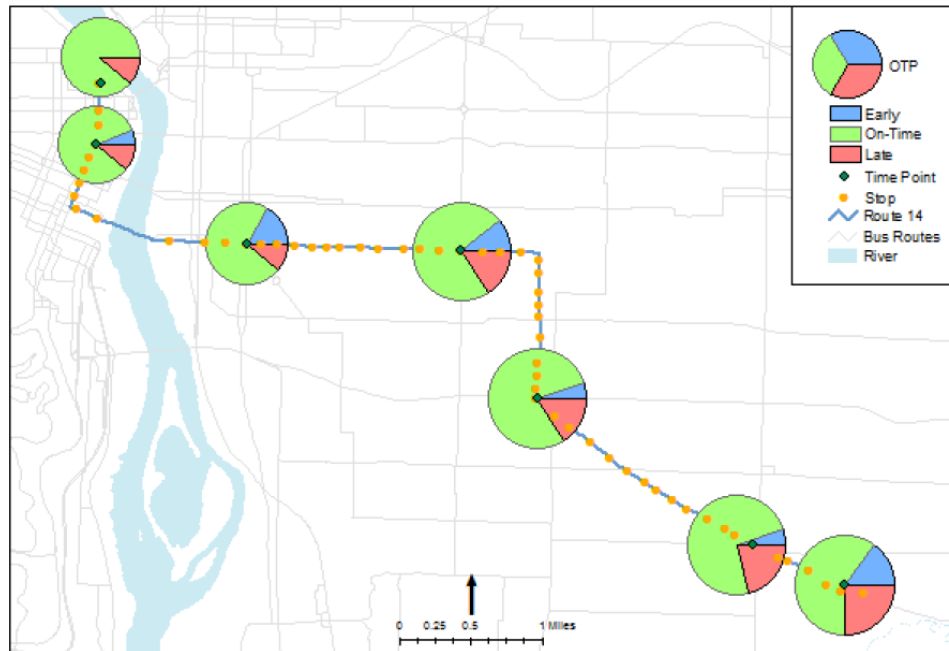 OTP
Early
On-Time
Late
Time Point
Stop
Route 14
Bus Routes
River
0 0.25 0.5 1 Miles